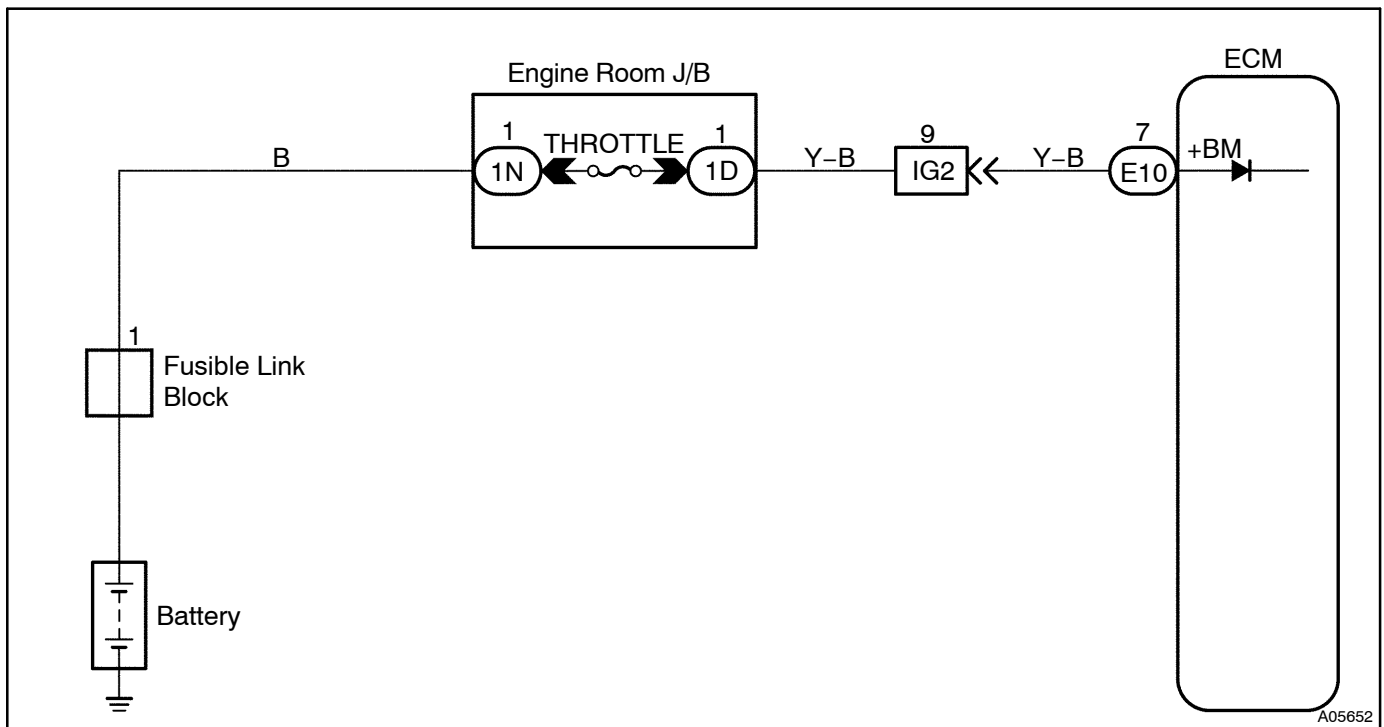 ECM
Engine Room J/B
1
THROTTLE
1
9
7
B
1N
1D
Y–B
IG2
Y–B
E10
+BM
1
Fusible Link
Block
Battery
A05652